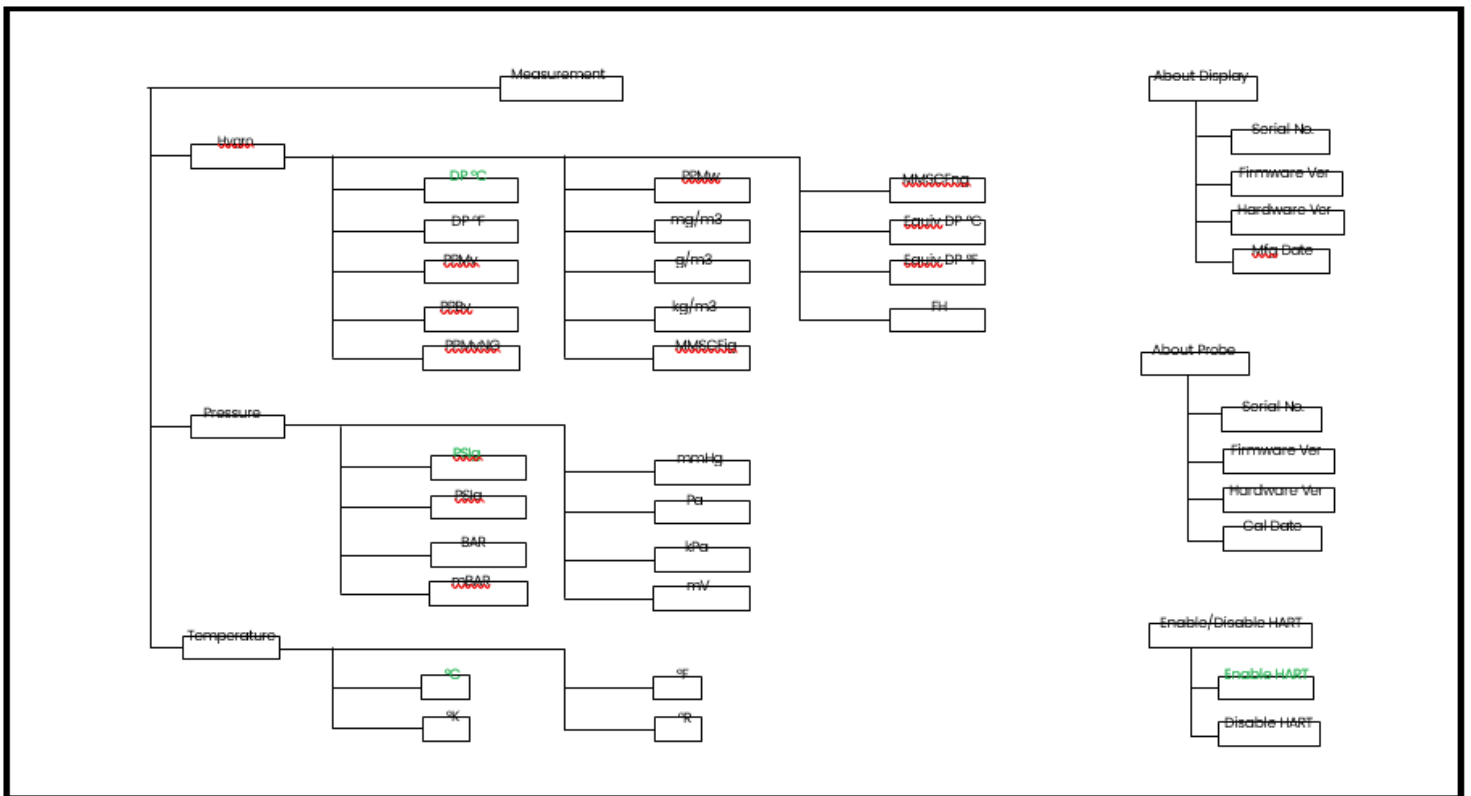 Measurement
Hygro
DP °C
DP °F
PPMv
PPBv
PPMvNG
PPMw
mg/m3
g/m3
kg/m3
MMSCFig
MMSCFng
Equiv DP °C
Equiv DP °F
FH
Pressure
PSIg
PSIa
BAR
mBAR
mmHg
Pa
kPa
mV
Temperature
°C
°K
°F
°R
About Display
Serial No.
Firmware Ver
Hardware Ver
Mfg Date
About Probe
Serial No.
Firmware Ver
Hardware Ver
Cal Date
Enable/Disable HART
Enable HART
Disable HART